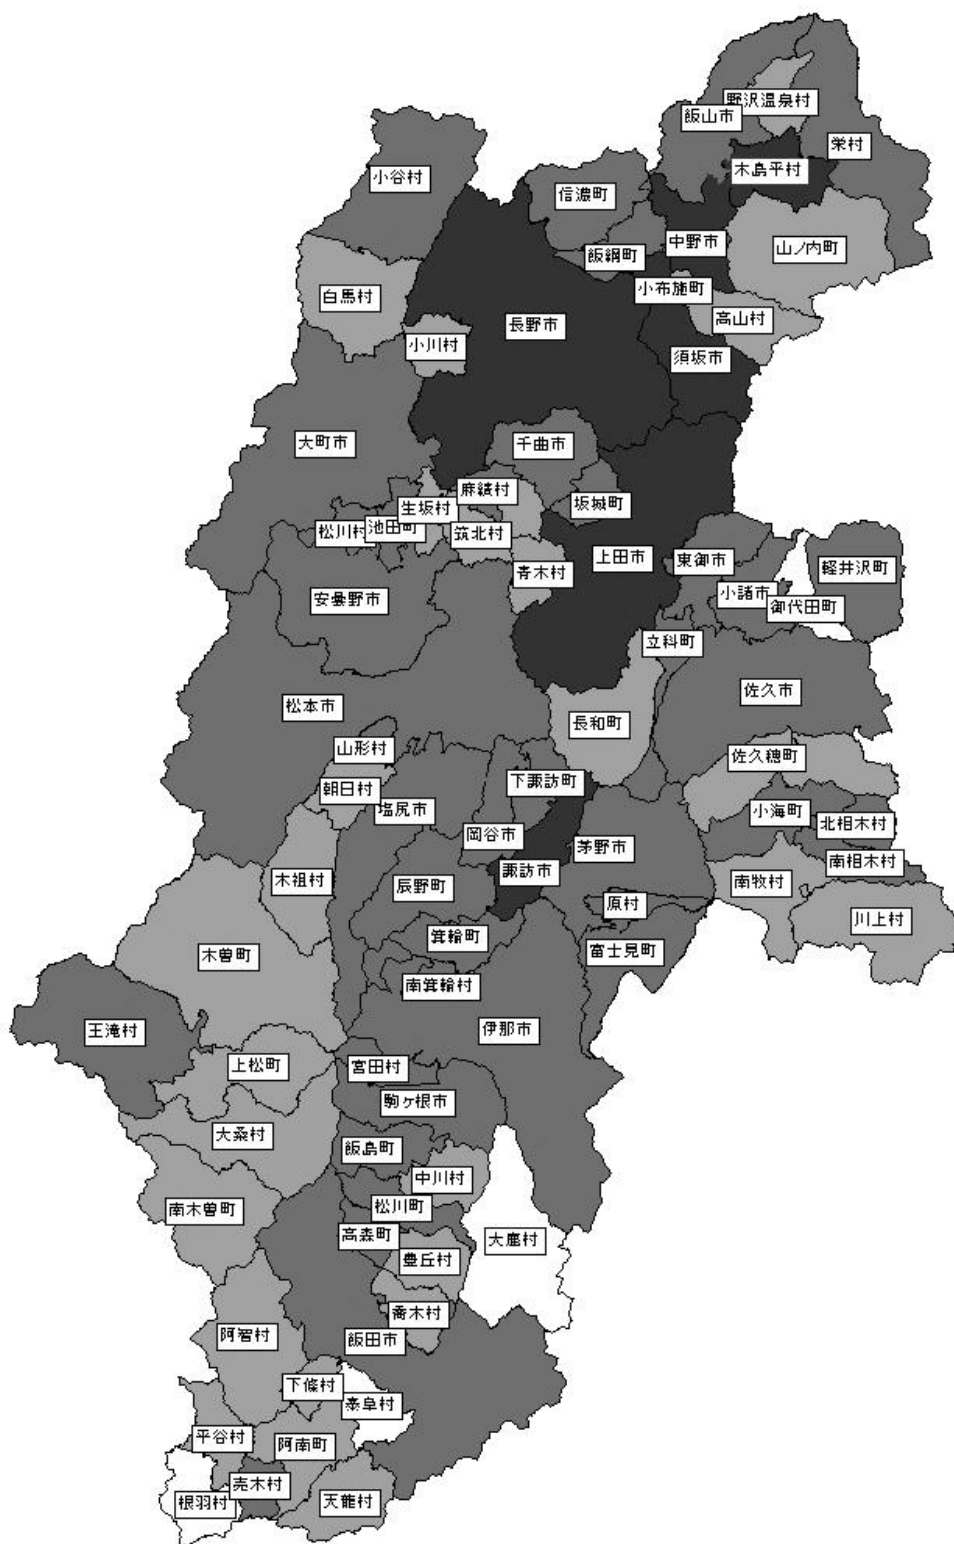 野沢温泉村
飯山市
栄村
木島平村
小谷村
信濃町
中野市
山ノ内町
飯綱町
小布施町
白馬村
高山村
長野市
小川村
須坂市
大町市
千曲市
麻績村
坂城町
生坂村
松川村
池田町
筑北村
上田市
東御市
軽井沢町
青木村
安曇野市
小諸市
御代田町
立科町
佐久市
松本市
長和町
山形村
佐久穂町
下諏訪町
朝日村
塩尻市
小海町
北相木村
岡谷市
茅野市
南相木村
諏訪市
木祖村
辰野町
南牧村
原村
川上村
箕輪町
富士見町
木曽町
南箕輪村
王滝村
伊那市
上松町
宮田村
駒ヶ根市
大桑村
飯島町
中川村
南木曽町
松川町
高森町
大鹿村
豊丘村
喬木村
阿智村
飯田市
下條村
泰阜村
平谷村
阿南町
売木村
根羽村
天龍村